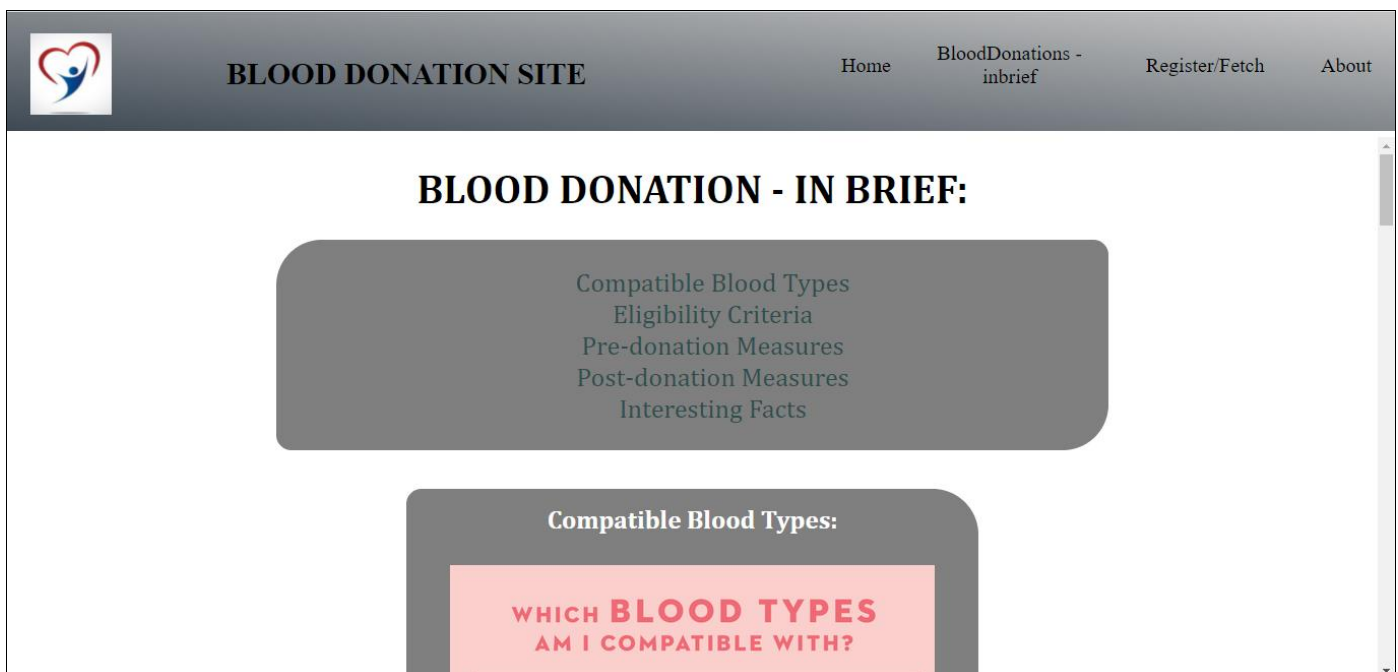 BLOOD DONATION SITE
Home
BloodDonations -
inbrief
Register/Fetch
About
BLOOD DONATION - IN BRIEF:
Compatible Blood Types
Eligibility Criteria
Pre-donation Measures
Post-donation Measures
Interesting Facts
Compatible Blood Types:
WHICH BLOOD TYPES
AM I COMPATIBLE WITH?